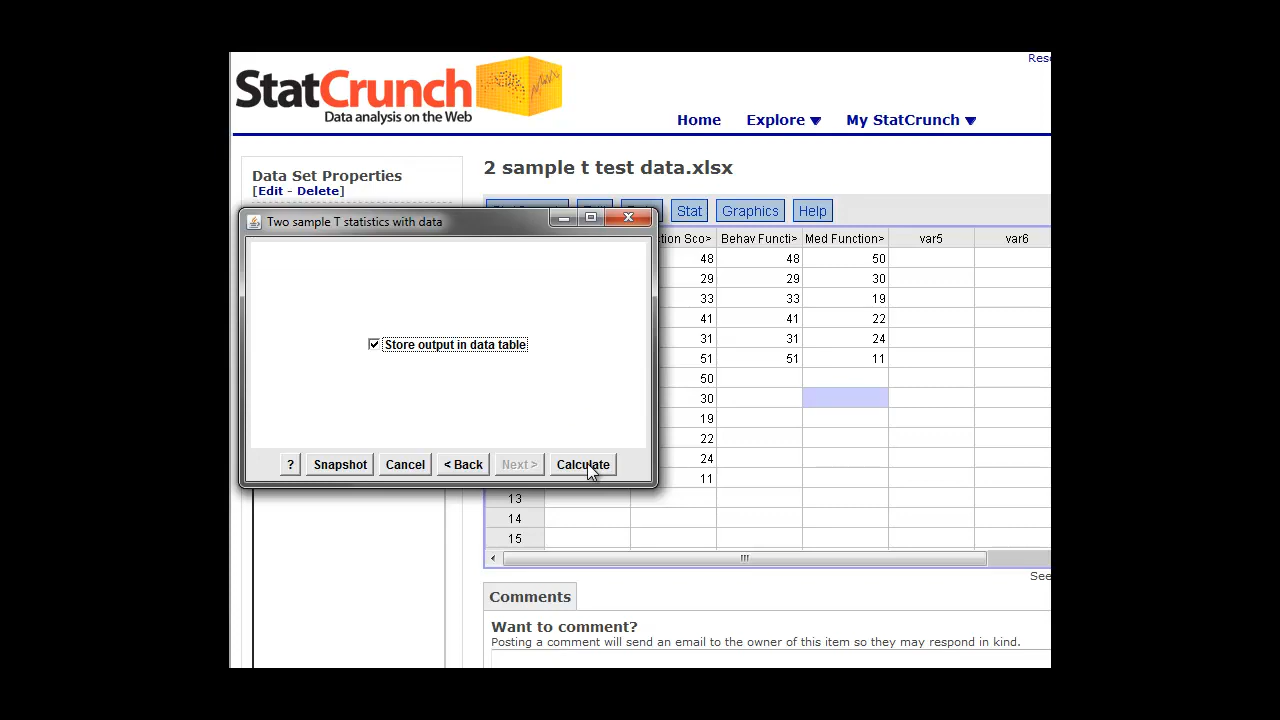 Reso
StatCrunch
Data analysis on the Web
Home Explore My StatCrunch
Data Set Properties
[Edit - Delete]
2 sample t test data.xlsx
Stat Graphics Help
Two sample T statistics with data
Store output in data table
? Snapshot Cancel < Back Next > Calculate
tion Sco> Behav Functi> Med Function> var5 var6
48 48 50
29 29 30
33 33 19
41 41 22
31 31 24
51 51 11
50
30
19
22
24
11
13
14
15
See
Comments
Want to comment?
Posting a comment will send an email to the owner of this item so they may respond in kind.